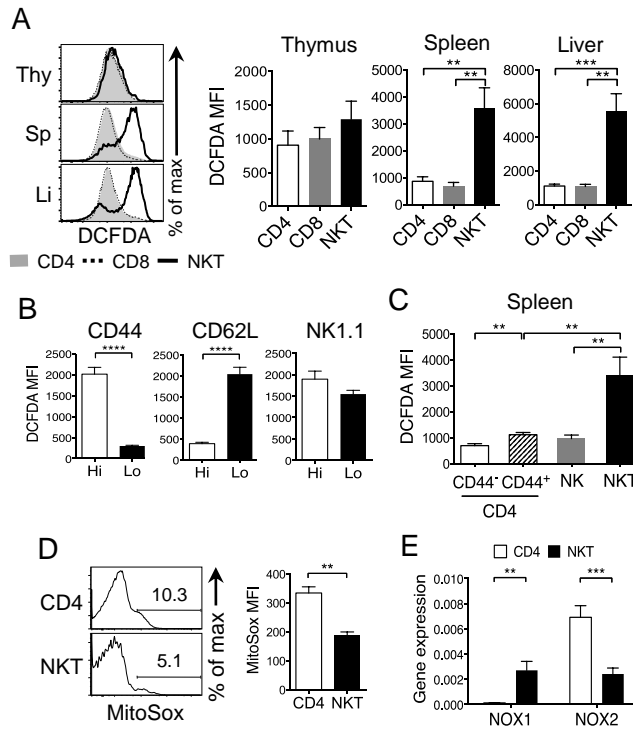 A
Thy
Sp
Li
% of max
DCFDA
CD4 CD8 NKT
Thymus
DCFDA MFI
2000
1500
1000
500
0
CD4 CD8 NKT
Spleen
** **
5000
4000
3000
2000
1000
0
CD4 CD8 NKT
Liver
*** **
8000
6000
4000
2000
0
CD4 CD8 NKT
B
CD44
****
DCFDA MFI
2500
2000
1500
1000
500
0
Hi Lo
CD62L
****
2500
2000
1500
1000
500
0
Hi Lo
NK1.1
2500
2000
1500
1000
500
0
Hi Lo
C
Spleen
** ** **
DCFDA MFI
5000
4000
3000
2000
1000
0
CD44- CD44+ NK NKT
CD4
D
CD4 10.3
NKT 5.1
% of max
MitoSox
**
MitoSox MFI
400
300
200
100
0
CD4 NKT
E
CD4 NKT
** ***
Gene expression
0.010
0.008
0.006
0.004
0.002
0.000
NOX1 NOX2